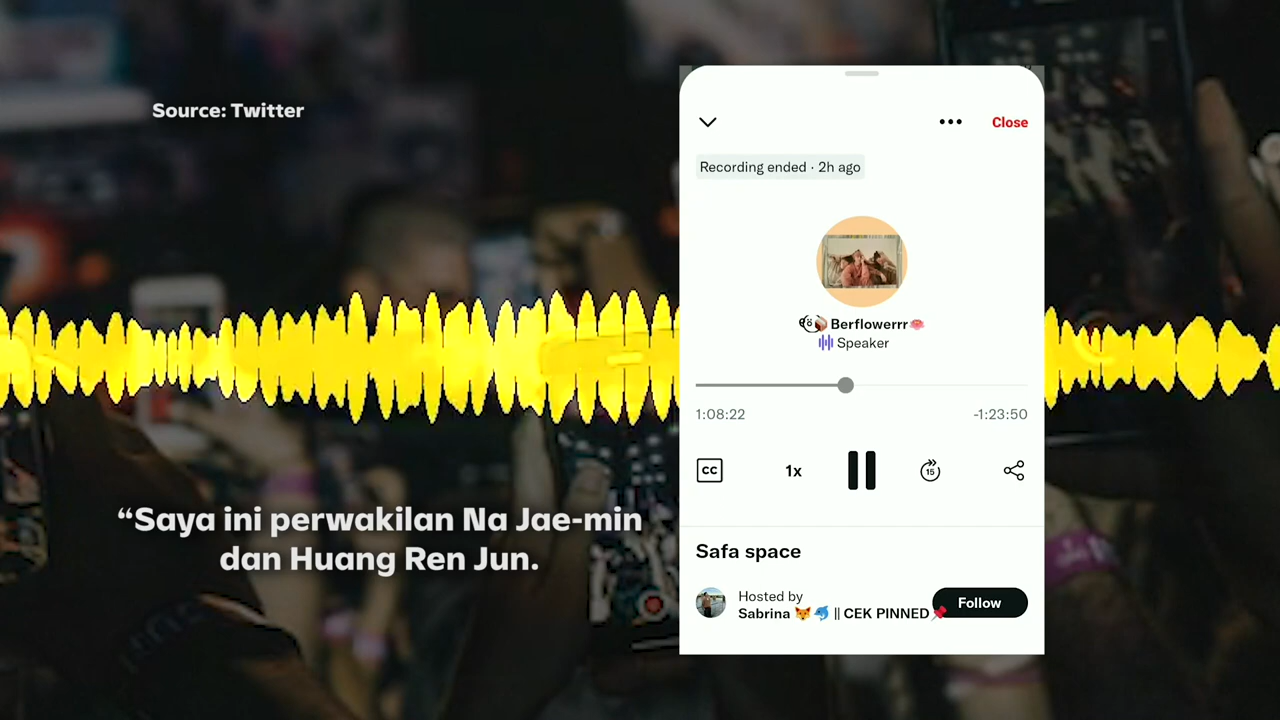 Source: Twitter
Close
Recording ended · 2h ago
Berflowerrr
Speaker
1:08:22
-1:23:50
CC
1x
15
“Saya ini perwakilan Na Jae-min
dan Huang Ren Jun.
Safa space
Hosted by
Sabrina 🦊🐬 || CEK PINNED📌
Follow